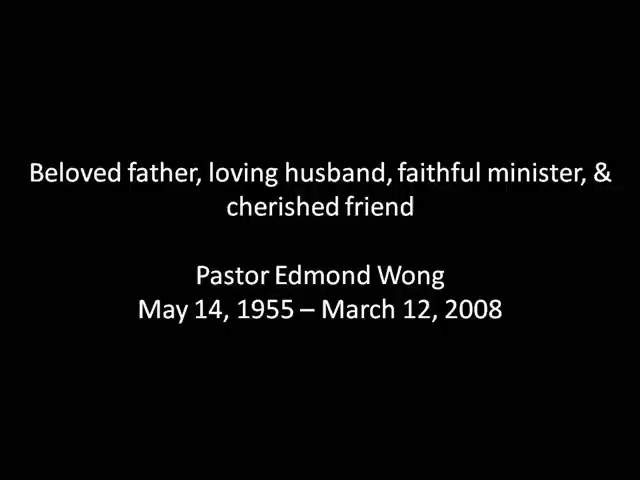 Beloved father, loving husband, faithful minister, &
cherished friend
Pastor Edmond Wong
May 14, 1955 – March 12, 2008